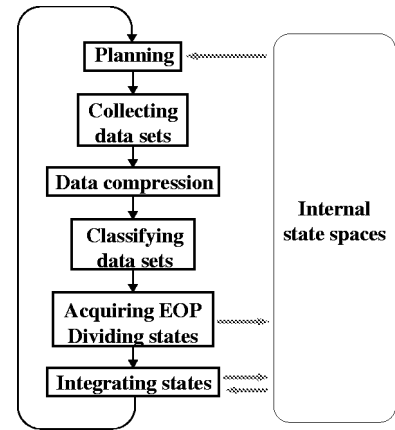 Planning
Collecting
data sets
Data compression
Classifying
data sets
Acquiring EOP
Dividing states
Integrating states
Internal
state spaces